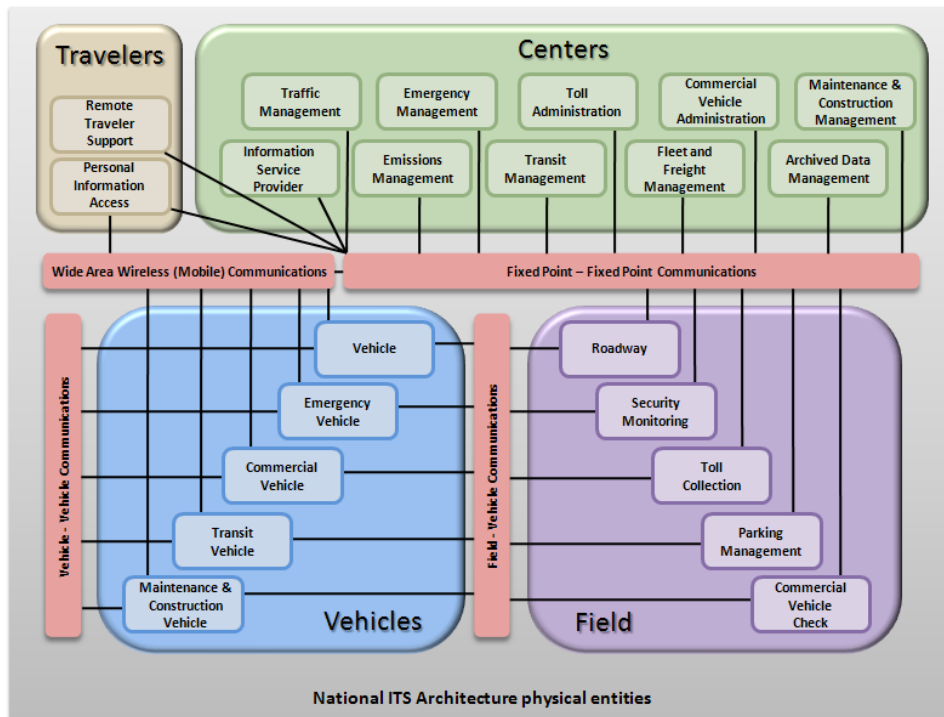 Travelers
Remote
Traveler
Support
Personal
Information
Access
Centers
Traffic
Management
Emergency
Management
Toll
Administration
Commercial
Vehicle
Administration
Maintenance &
Construction
Management
Information
Service
Provider
Emissions
Management
Transit
Management
Fleet and
Freight
Management
Archived Data
Management
Wide Area Wireless (Mobile) Communications
Fixed Point – Fixed Point Communications
Vehicle - Vehicle Communications
Vehicle
Emergency
Vehicle
Commercial
Vehicle
Transit
Vehicle
Maintenance &
Construction
Vehicle
Vehicles
Field - Vehicle Communications
Roadway
Security
Monitoring
Toll
Collection
Parking
Management
Commercial
Vehicle
Check
Field
National ITS Architecture physical entities